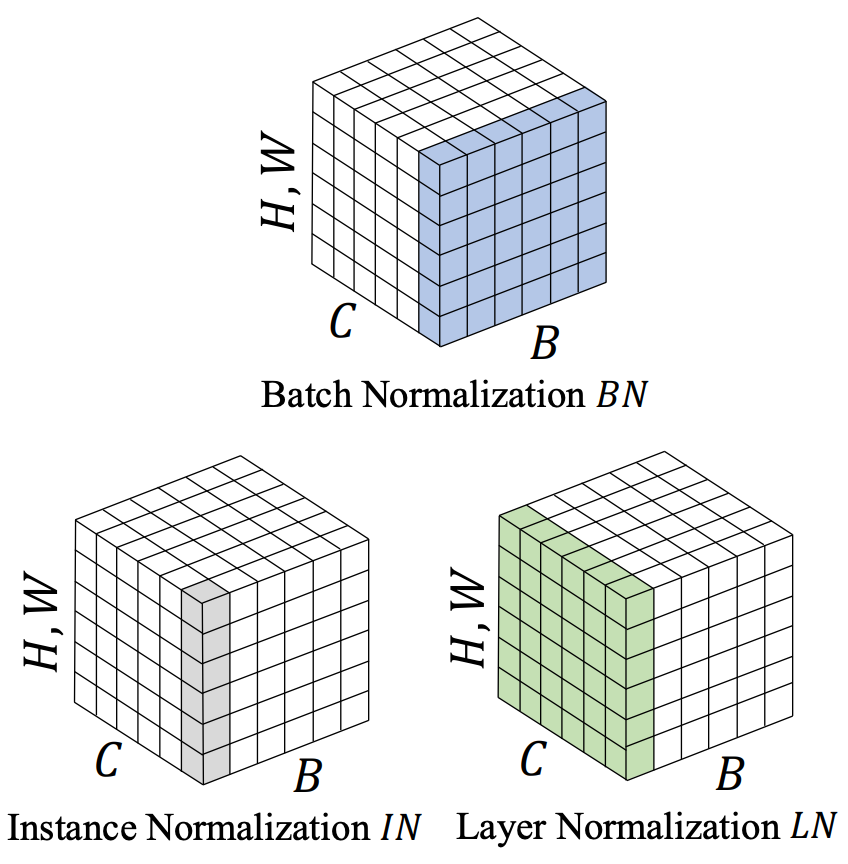 H, W
C
B
Batch Normalization BN
H, W
C
B
Instance Normalization IN
H, W
C
B
Layer Normalization LN